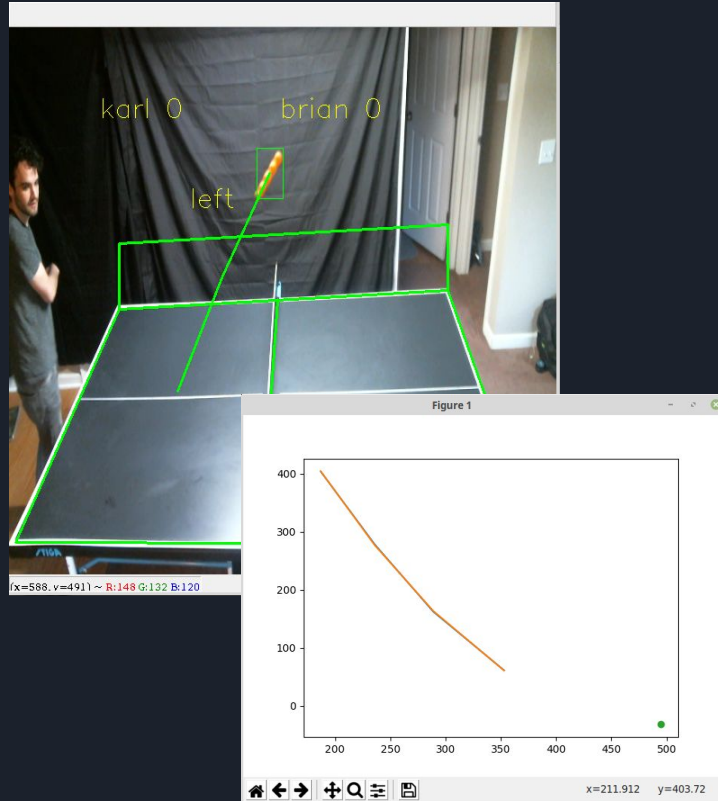 karl 0
brian 0
left
STIGA
(x=588, y=491) ~ R:148 G:132 B:120
Figure 1
400
300
200
100
0
200
250
300
350
400
450
500
x=211.912 y=403.72